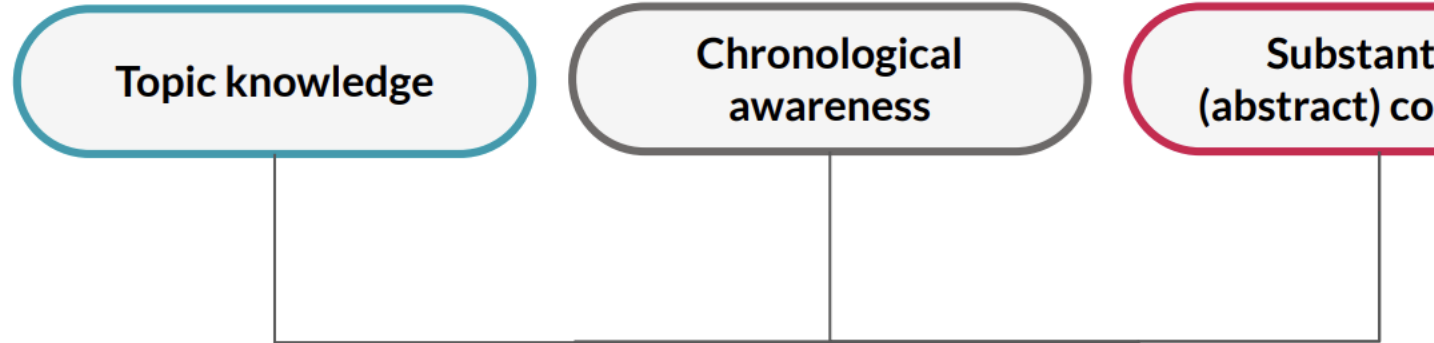 Topic knowledge
Chronological
awareness
Substant
(abstract) co